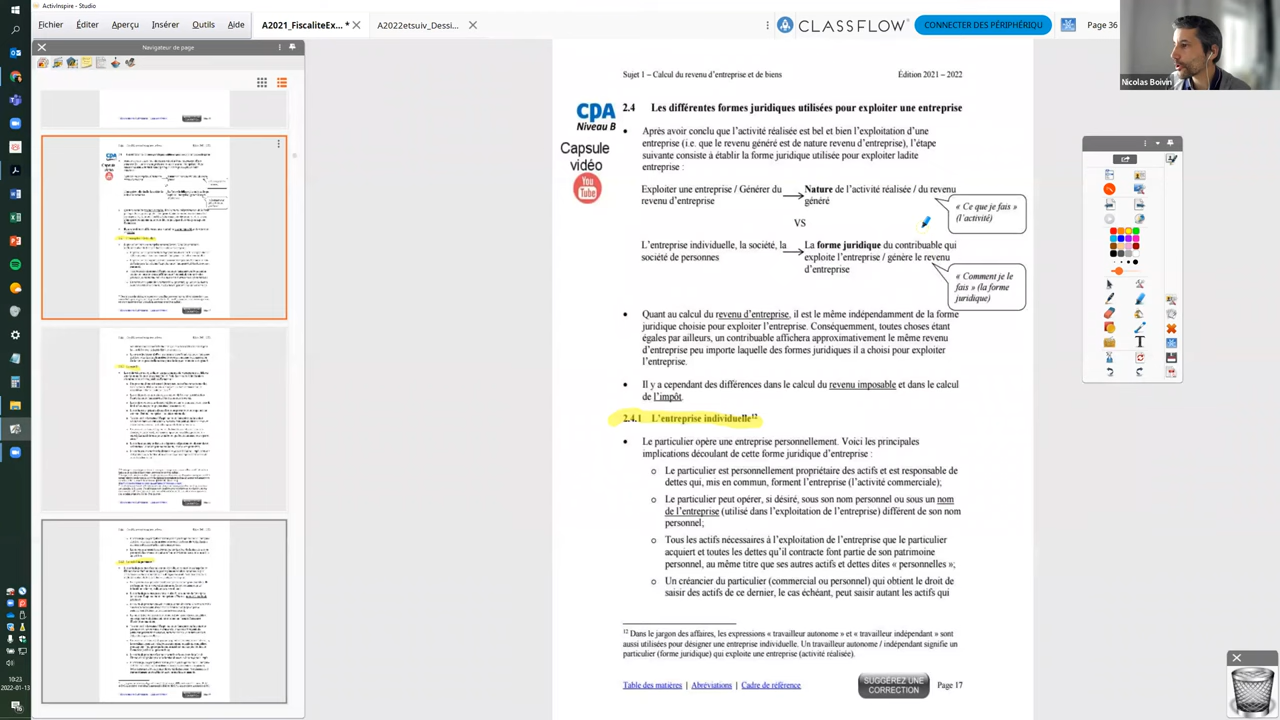 ActivInspire - Studio
Fichier Édition Aperçu Insérer Outils Aide
A2021_FiscaliteEx... *
A2022etsuiv_Dessi...
CLASSFLOW
CONNECTER DES PÉRIPHÉRIQU
Page 36
Navigateur de page
Nicolas Boivin
Sujet 1 – Calcul du revenu d'entreprise et de biens
Édition 2021 – 2022
CPA
Niveau B
Capsule
vidéo
You
Tube
2.4 Les différentes formes juridiques utilisées pour exploiter une entreprise
• Après avoir conclu que l'activité réalisée est bel et bien l'exploitation d'une
entreprise (i.e. que le revenu généré est de nature revenu d'entreprise), l'étape
suivante consiste à établir la forme juridique utilisée pour exploiter ladite
entreprise :
Exploiter une entreprise / Générer du
revenu d'entreprise
Nature de l'activité réalisée / du revenu
généré
« Ce que je fais »
(l'activité)
VS
L'entreprise individuelle, la société, la
société de personnes
La forme juridique du contribuable qui
exploite l'entreprise / génère le revenu
d'entreprise
« Comment je le
fais » (la forme
juridique)
• Quant au calcul du revenu d'entreprise, il est le même indépendamment de la forme
juridique choisie pour exploiter l'entreprise. Conséquemment, toutes choses étant
égales par ailleurs, un contribuable affichera approximativement le même revenu
d'entreprise peu importe laquelle des formes juridiques il a choisi pour exploiter
l'entreprise.
• Il y a cependant des différences dans le calcul du revenu imposable et dans le calcul
de l'impôt.
2.4.1 L'entreprise individuelle12
• Le particulier opère une entreprise personnellement. Voici les principales
implications découlant de cette forme juridique d'entreprise :
o Le particulier est personnellement propriétaire des actifs et est responsable de
dettes qui, mis en commun, forment l'entreprise (l'activité commerciale);
o Le particulier peut opérer, si désiré, sous son nom personnel ou sous un nom
de l'entreprise (utilisé dans l'exploitation de l'entreprise) différent de son nom
personnel;
o Tous les actifs nécessaires à l'exploitation de l'entreprise que le particulier
acquiert et toutes les dettes qu'il contracte font partie de son patrimoine
personnel, au même titre que ses autres actifs et dettes dites « personnelles »;
o Un créancier du particulier (commercial ou personnel) qui obtient le droit de
saisir des actifs de ce dernier, le cas échéant, peut saisir autant les actifs qui
12 Dans le jargon des affaires, les expressions « travailleur autonome » et « travailleur indépendant » sont
aussi utilisées pour désigner une entreprise individuelle. Un travailleur autonome / indépendant signifie un
particulier (forme juridique) qui exploite une entreprise (activité réalisée).
Table des matières | Abréviations | Cadre de référence
SUGGÉREZ UNE
CORRECTION
Page 17